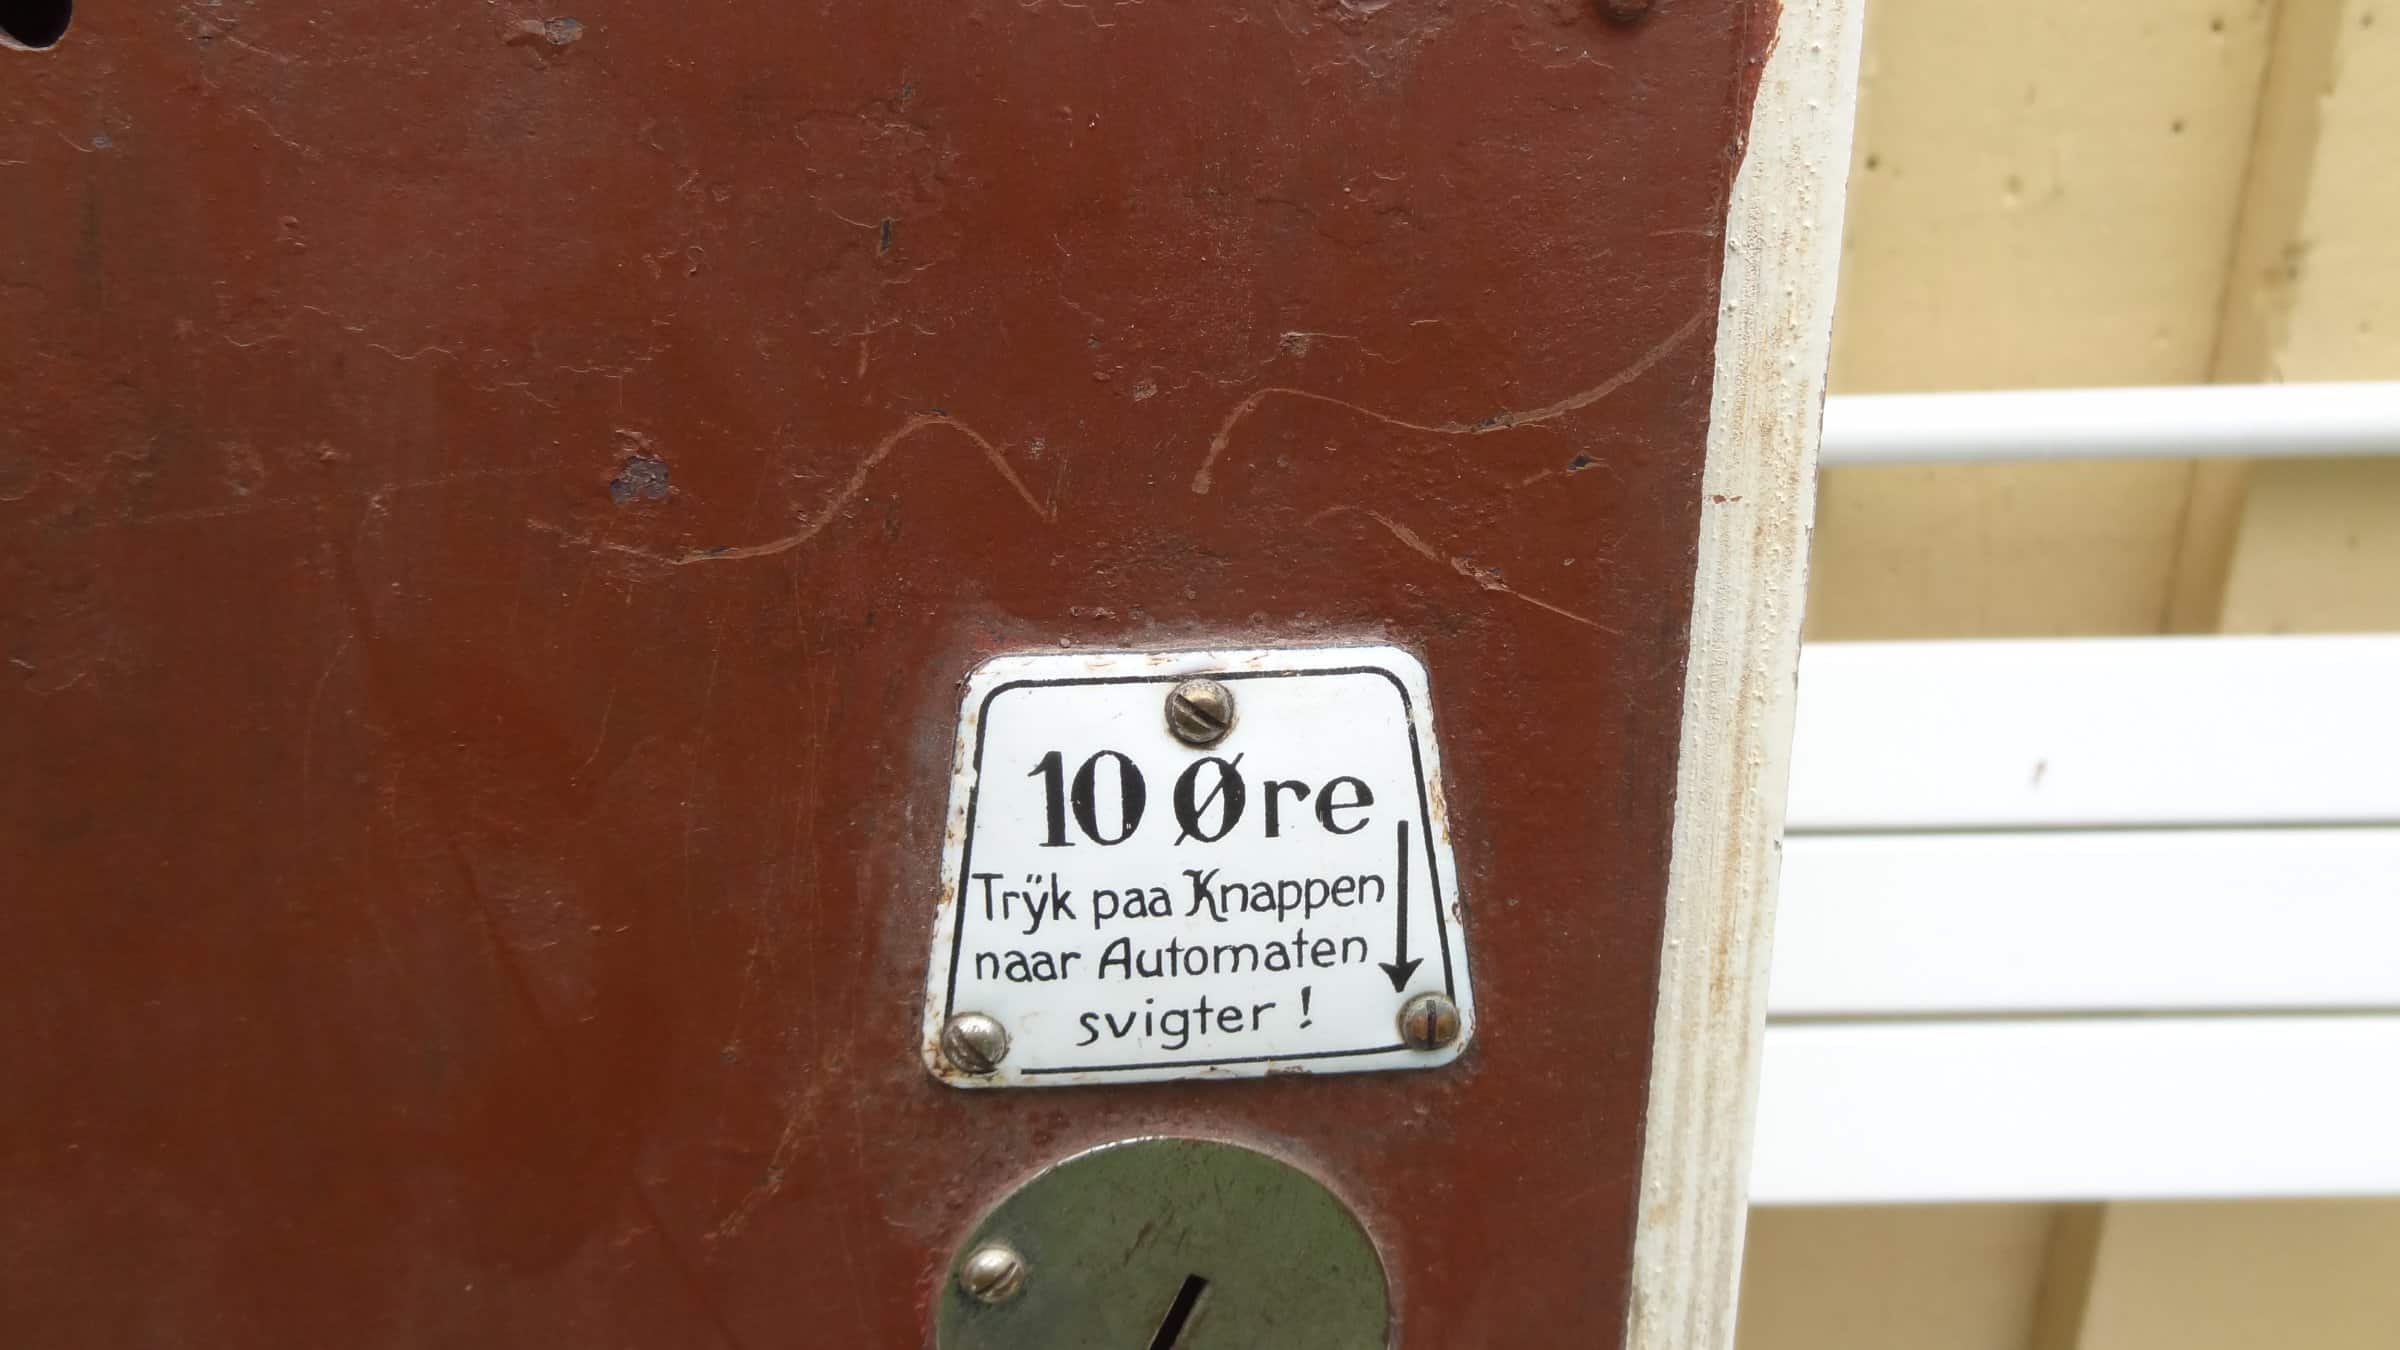 10 Øre
Trÿk paa Knappen
naar Automaten
svigter !